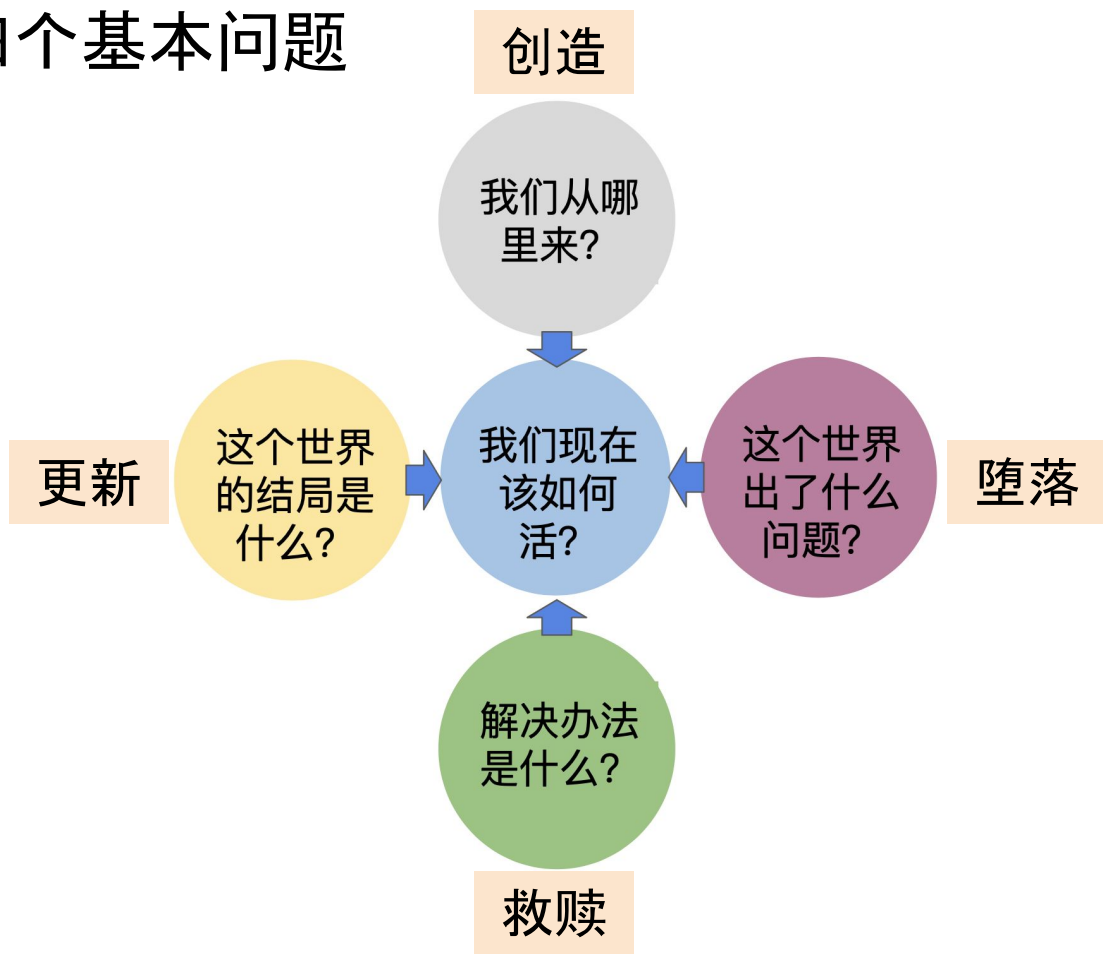 个基本问题
创造
我们从哪
里来?
这个世界
的结局是
什么?
我们现在
该如何
活?
这个世界
出了什么
问题?
更新
堕落
解决办法
是什么?
救赎